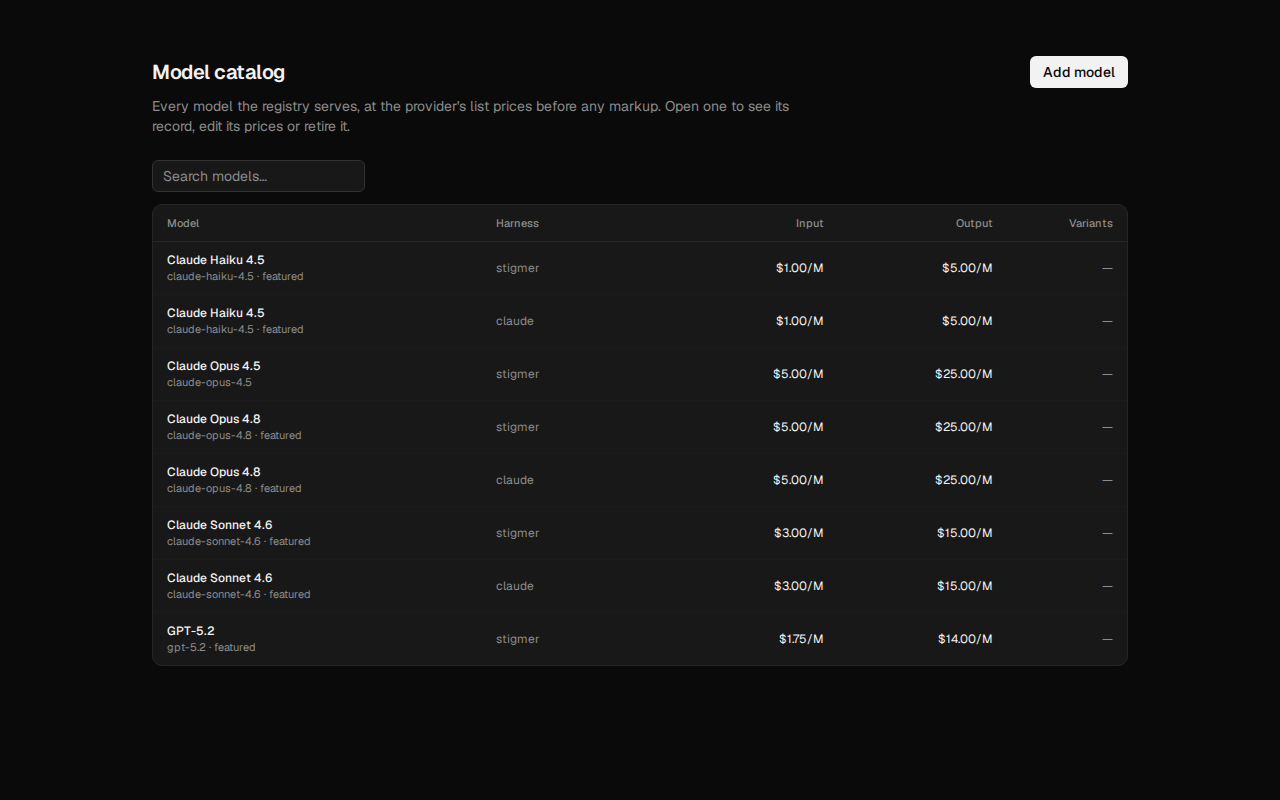 Model catalog
Add model
Every model the registry serves, at the provider's list prices before any markup. Open one to see its
record, edit its prices or retire it.
Search models...
Model Harness Input Output Variants
Claude Haiku 4.5
claude-haiku-4.5 · featured
stigmer $1.00/M $5.00/M —
Claude Haiku 4.5
claude-haiku-4.5 · featured
claude $1.00/M $5.00/M —
Claude Opus 4.5
claude-opus-4.5
stigmer $5.00/M $25.00/M —
Claude Opus 4.8
claude-opus-4.8 · featured
stigmer $5.00/M $25.00/M —
Claude Opus 4.8
claude-opus-4.8 · featured
claude $5.00/M $25.00/M —
Claude Sonnet 4.6
claude-sonnet-4.6 · featured
stigmer $3.00/M $15.00/M —
Claude Sonnet 4.6
claude-sonnet-4.6 · featured
claude $3.00/M $15.00/M —
GPT-5.2
gpt-5.2 · featured
stigmer $1.75/M $14.00/M —